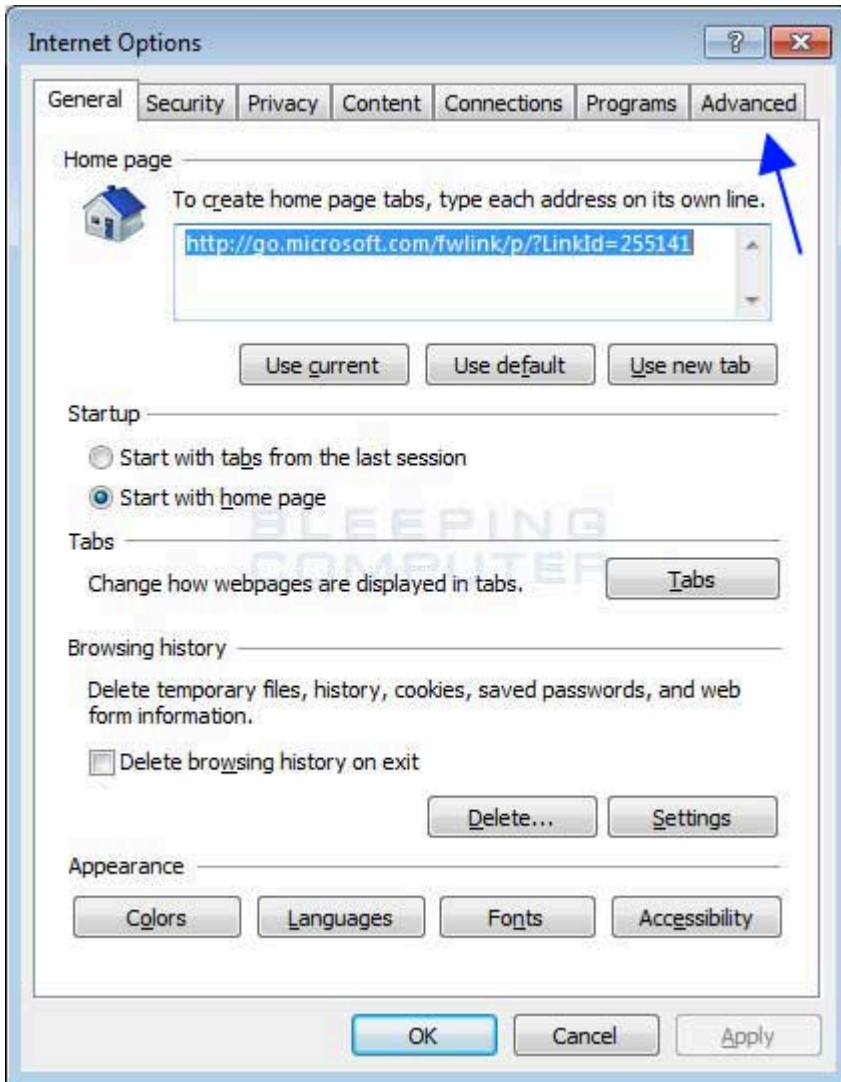 Internet Options
General Security Privacy Content Connections Programs Advanced
Home page
To create home page tabs, type each address on its own line.
http://go.microsoft.com/fwlink/p/?LinkId=255141
Use current Use default Use new tab
Startup
Start with tabs from the last session
Start with home page
BLEEPING
COMPUTER
Tabs
Change how webpages are displayed in tabs. Tabs
Browsing history
Delete temporary files, history, cookies, saved passwords, and web
form information.
Delete browsing history on exit
Delete... Settings
Appearance
Colors Languages Fonts Accessibility
OK Cancel Apply